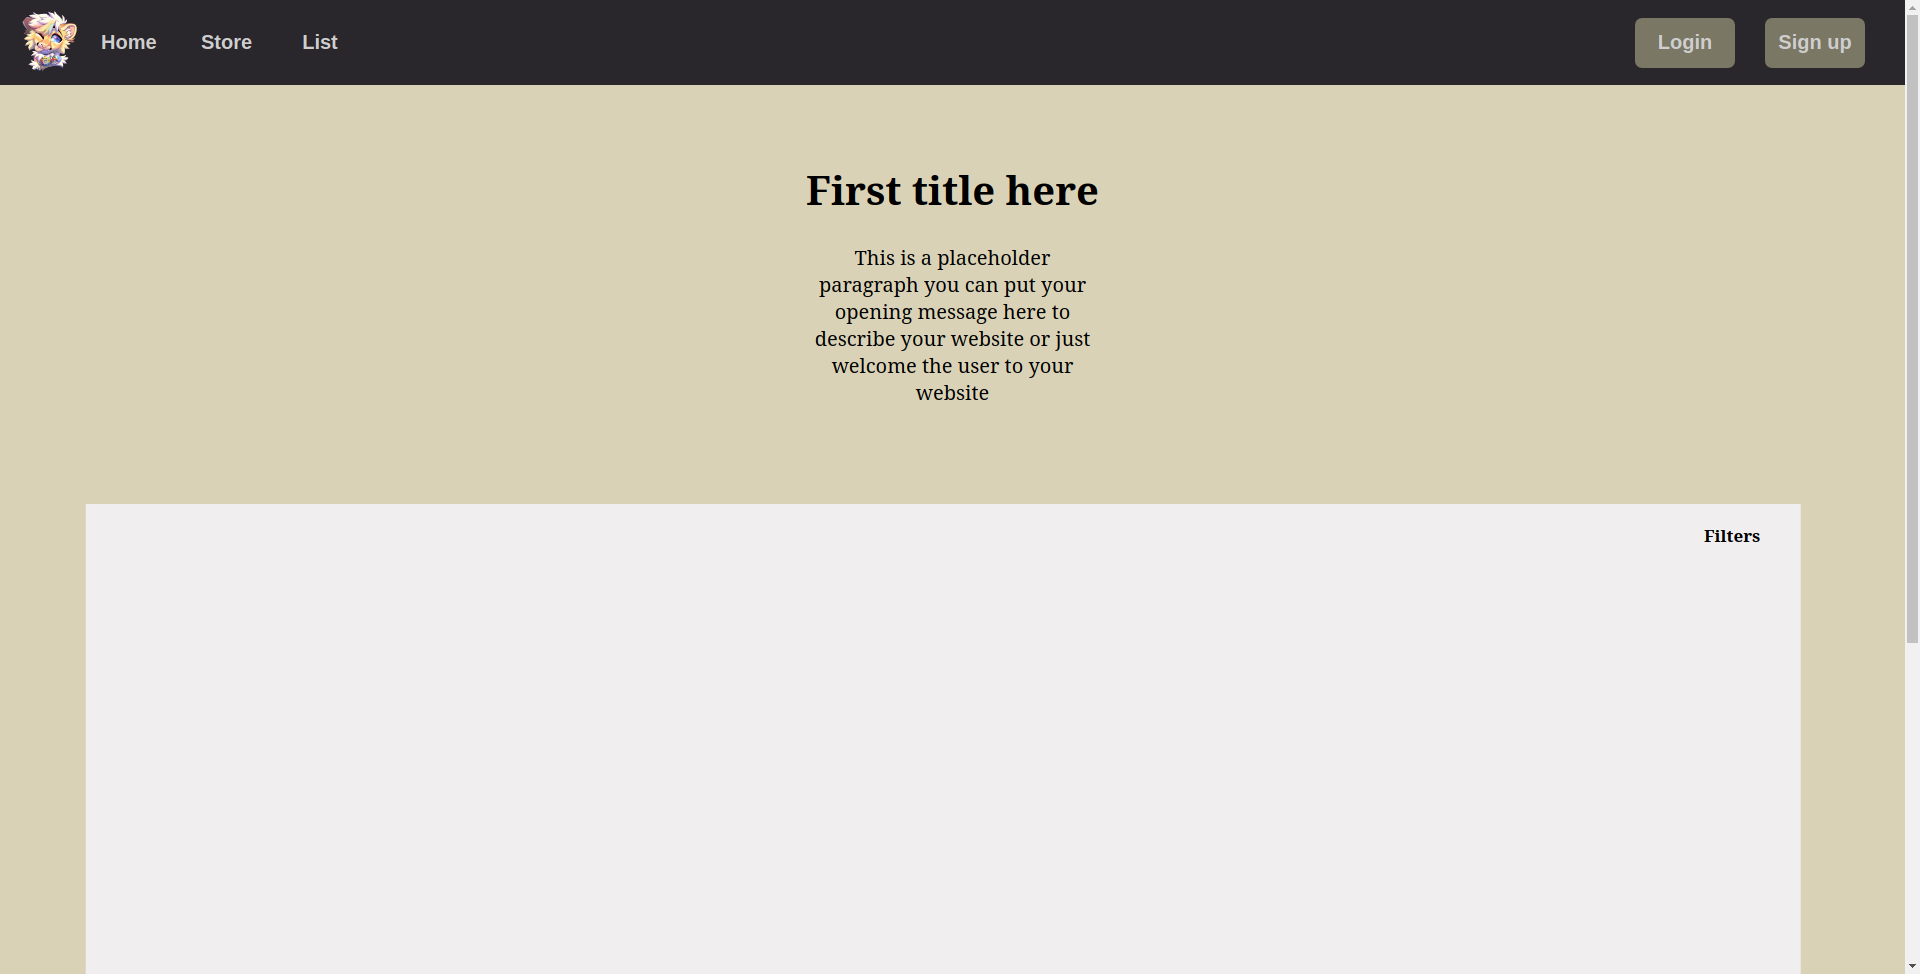 Home Store List Login Sign up
First title here
This is a placeholder
paragraph you can put your
opening message here to
describe your website or just
welcome the user to your
website
Filters